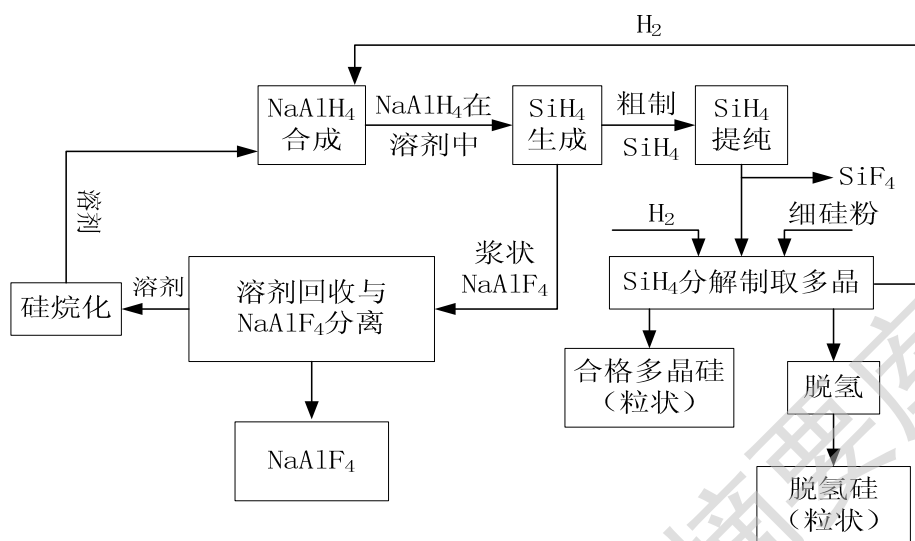 H₂
NaAlH₄
合成
NaAlH₄在
溶剂中
SiH₄
生成
粗制
SiH₄
SiH₄
提纯
SiF₄
溶剂
H₂
细硅粉
浆状
NaAlF₄
SiH₄分解制取多晶
硅烷化
溶剂
溶剂回收与
NaAlF₄分离
合格多晶硅
（粒状）
脱氢
NaAlF₄
脱氢硅
（粒状）
摘要库